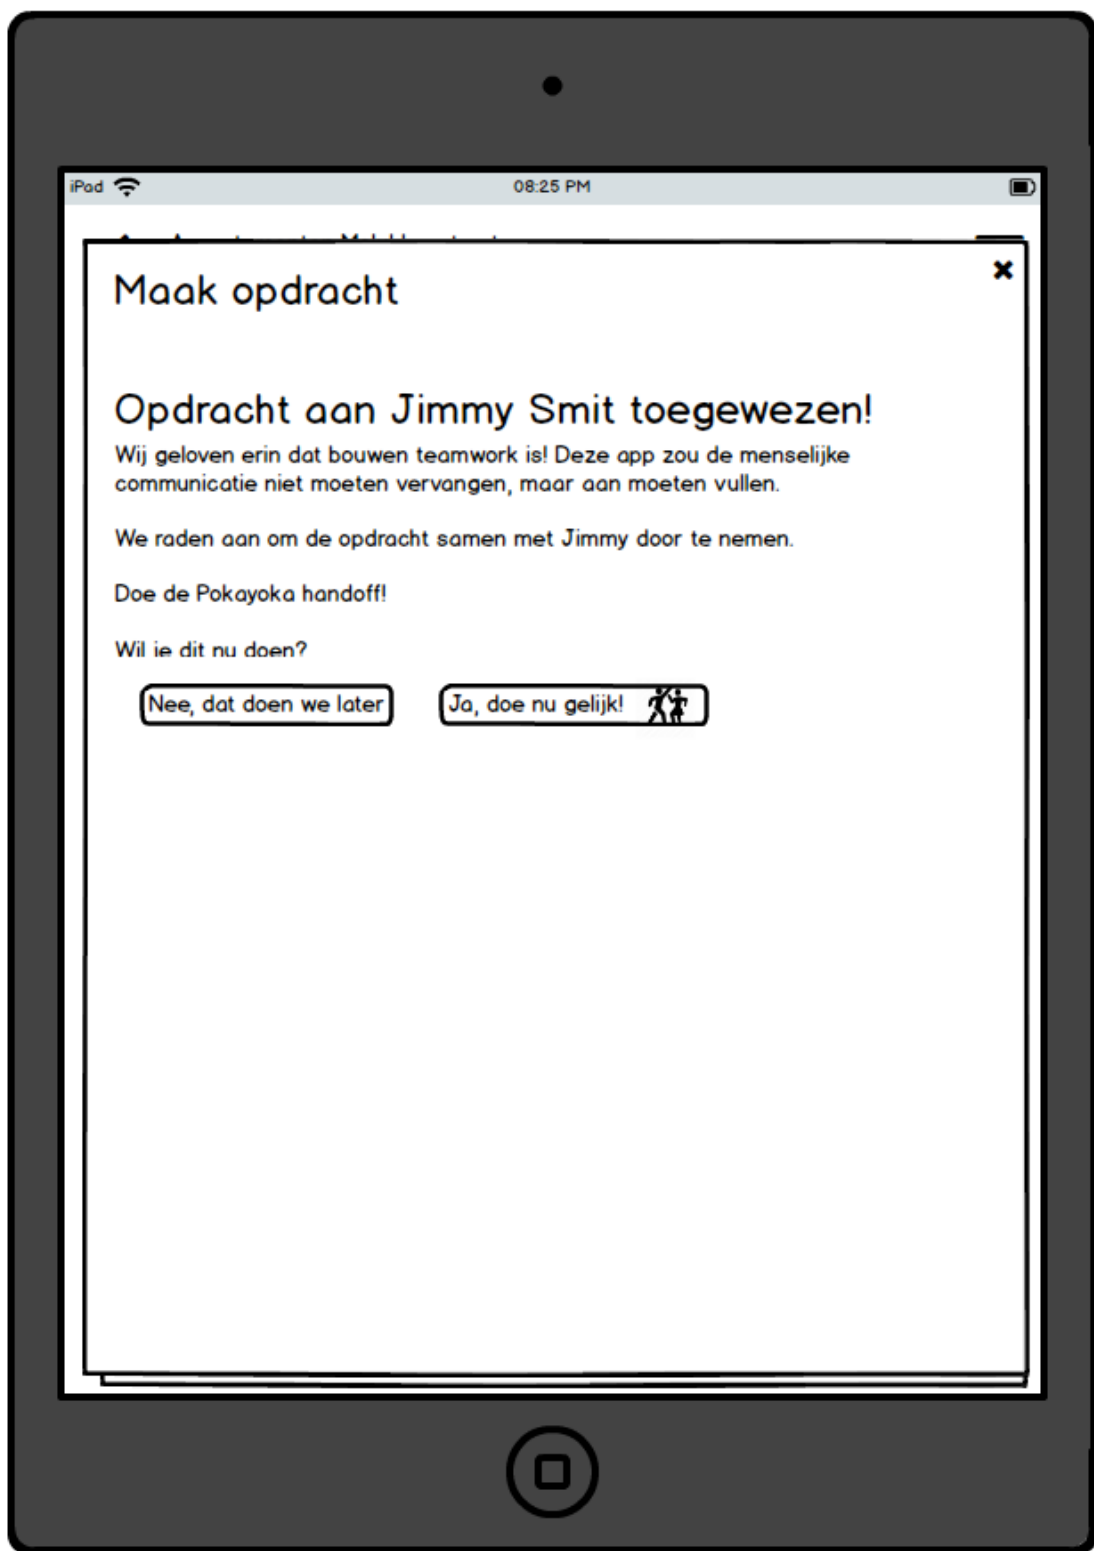 iPad
08:25 PM
Maak opdracht
Opdracht aan Jimmy Smit toegewezen!
Wij geloven erin dat bouwen teamwork is! Deze app zou de menselijke
communicatie niet moeten vervangen, maar aan moeten vullen.
We raden aan om de opdracht samen met Jimmy door te nemen.
Doe de Pokayoka handoff!
Wil je dit nu doen?
Nee, dat doen we later
Ja, doe nu gelijk!